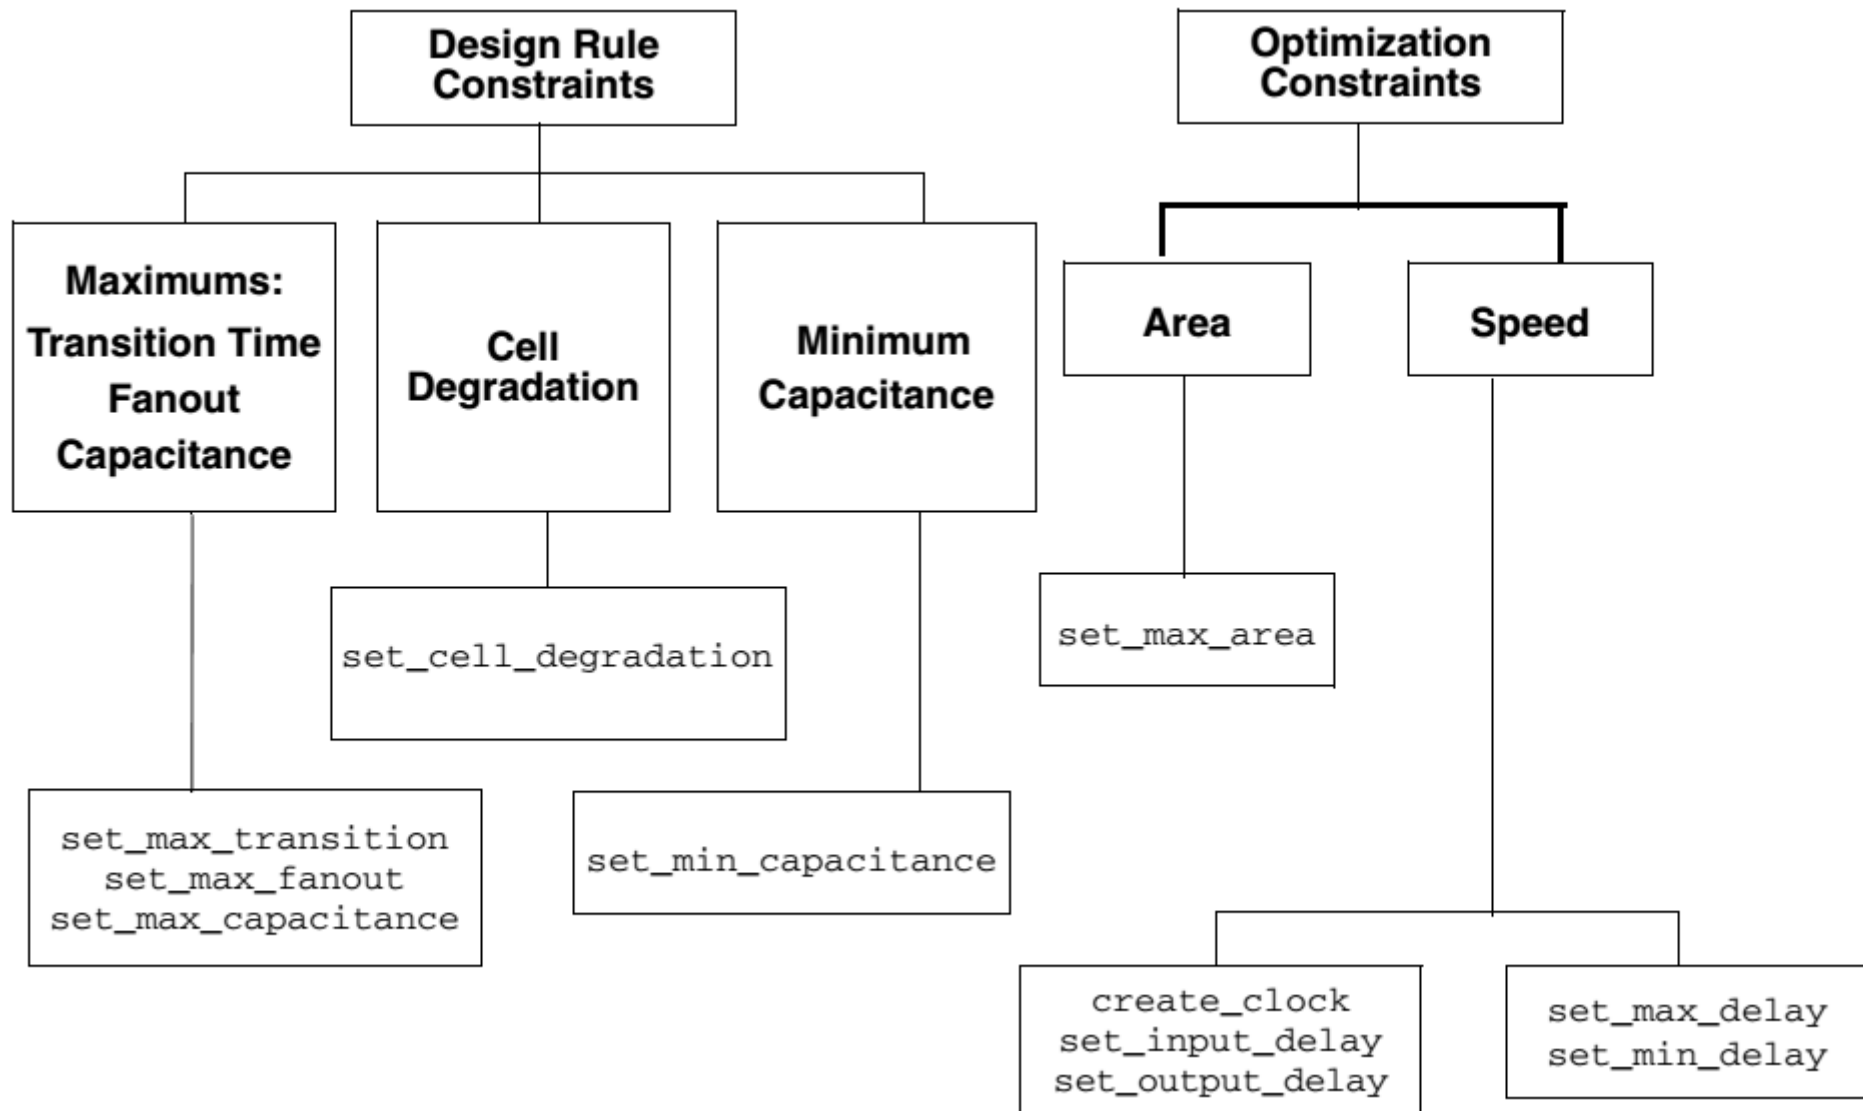 Design Rule
Constraints
Optimization
Constraints
Maximums:
Transition Time
Fanout
Capacitance
Cell
Degradation
Minimum
Capacitance
Area
Speed
set_cell_degradation
set_max_area
set_max_transition
set_max_fanout
set_max_capacitance
set_min_capacitance
create_clock
set_input_delay
set_output_delay
set_max_delay
set_min_delay